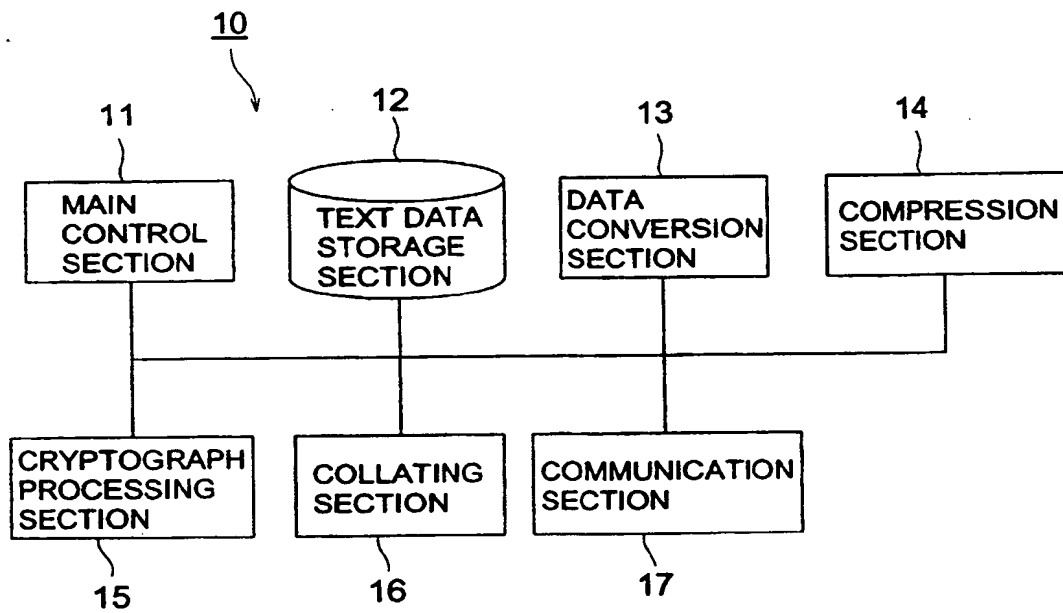 10
11
12
13
14
MAIN
CONTROL
SECTION
TEXT DATA
STORAGE
SECTION
DATA
CONVERSION
SECTION
COMPRESSION
SECTION
CRYPTOGRAPH
PROCESSING
SECTION
COLLATING
SECTION
COMMUNICATION
SECTION
15
16
17